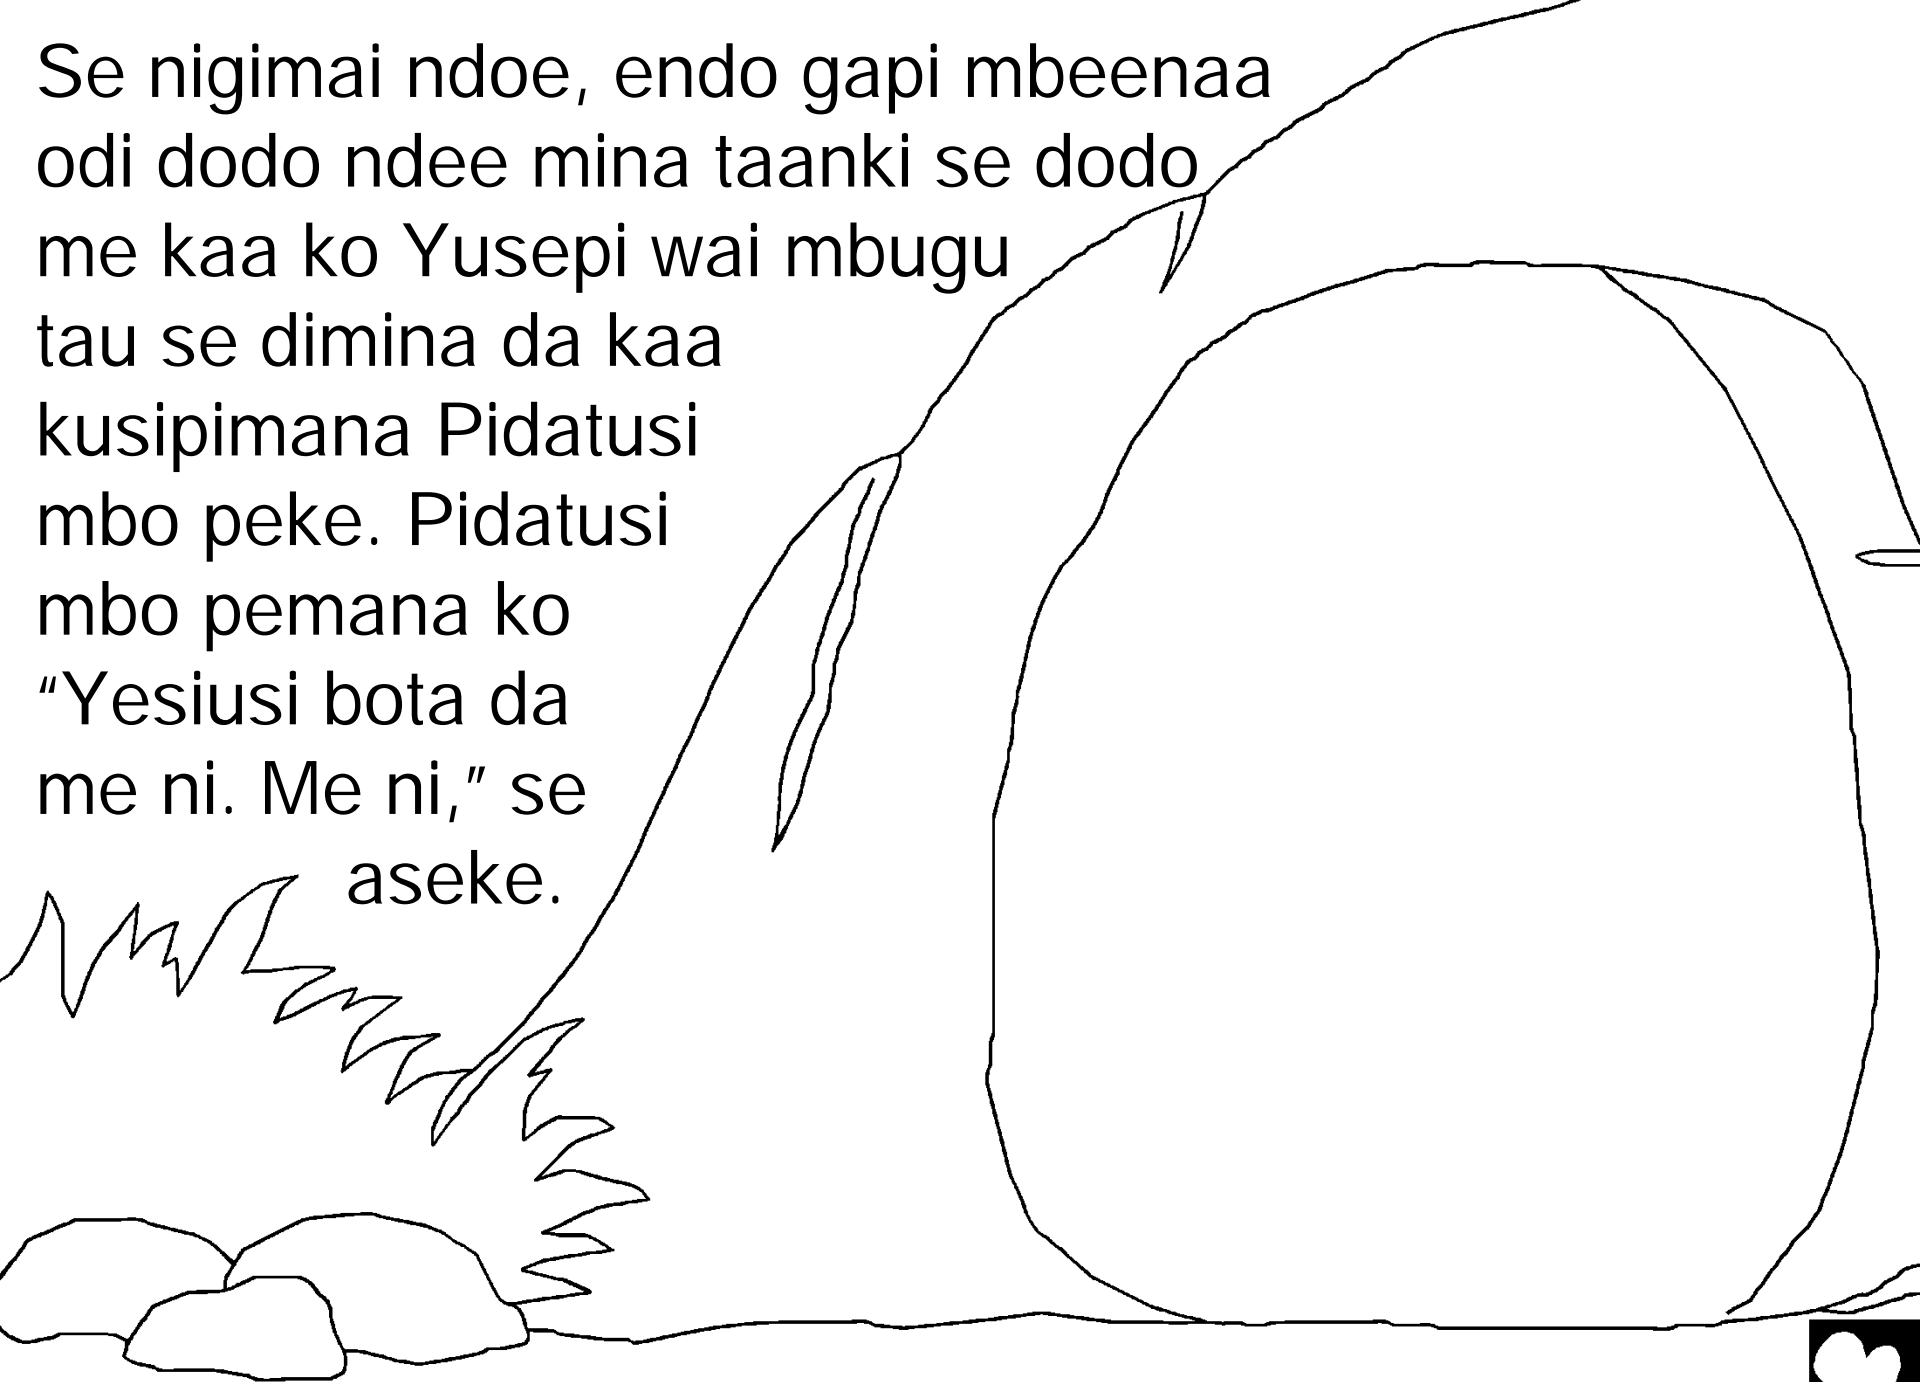 Se nigimai ndoe, endo gapi mbeenaa
odi dodo ndee mina taanki se dodo
me kaa ko Yusepi wai mbugu
tau se dimina da kaa
kusipimana Pidatusi
mbo peke. Pidatusi
mbo pemana ko
“Yesiusi bota da
me ni. Me ni,” se
aseke.